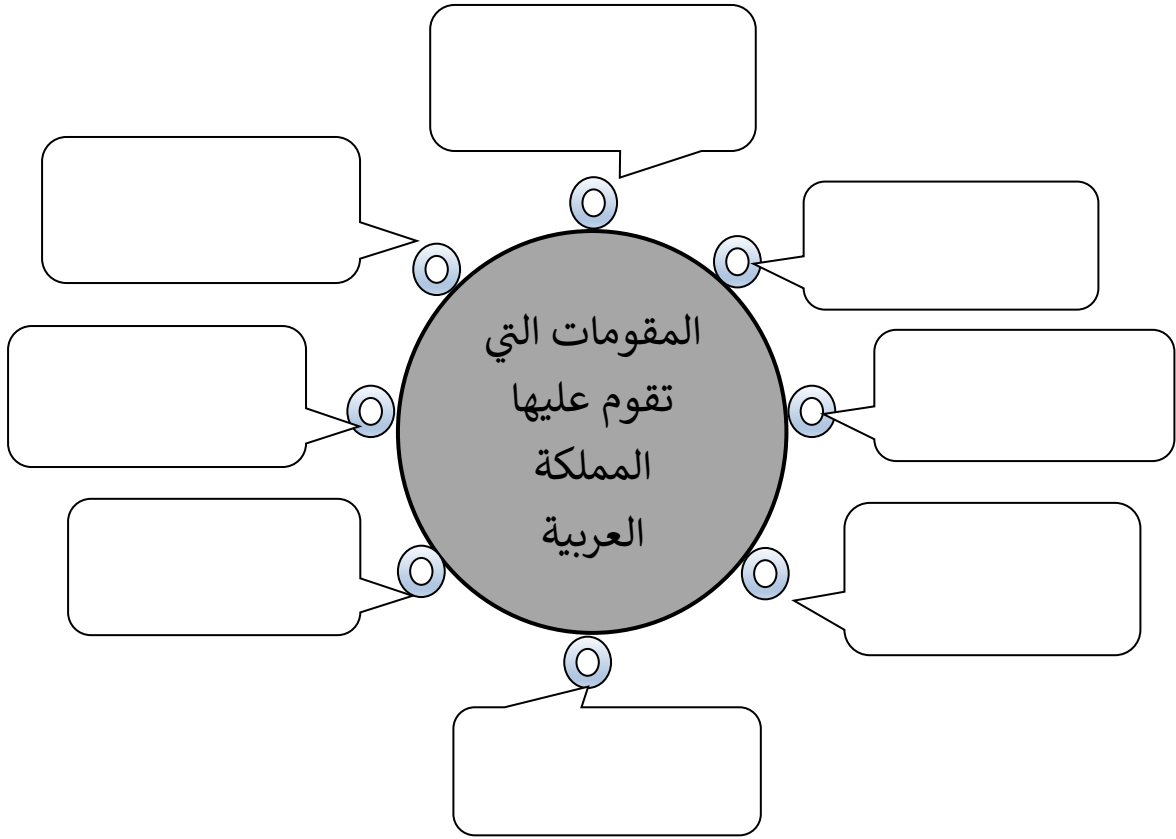 المقومات التي
تقوم عليها
المملكة
العربية